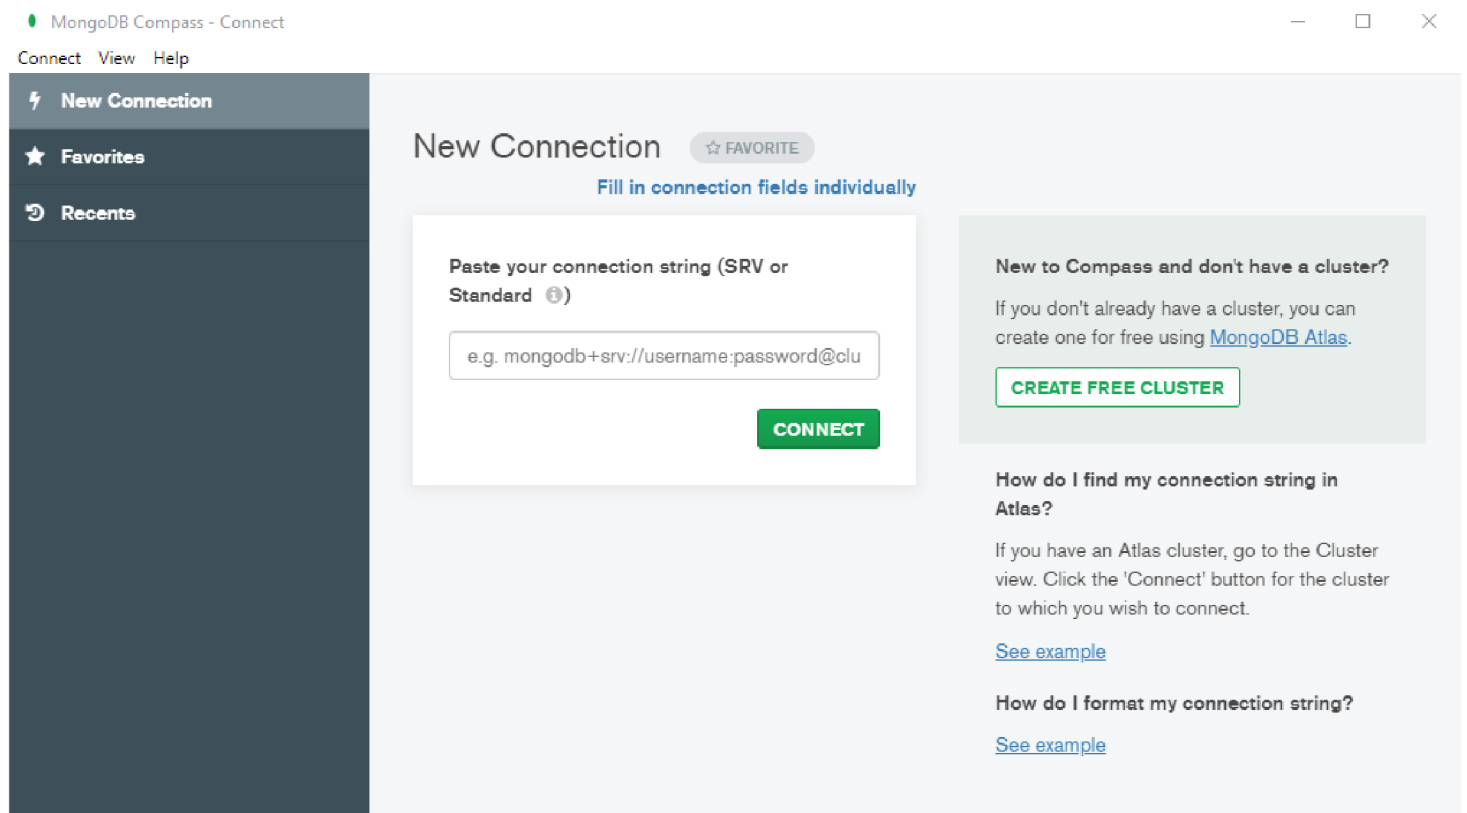 MongoDB Compass - Connect
Connect View Help
New Connection
Favorites
Recents
New Connection
FAVORITE
Fill in connection fields individually
Paste your connection string (SRV or
Standard )
e.g. mongodb+srv://username:password@clu
CONNECT
New to Compass and don't have a cluster?
If you don't already have a cluster, you can
create one for free using MongoDB Atlas.
CREATE FREE CLUSTER
How do I find my connection string in
Atlas?
If you have an Atlas cluster, go to the Cluster
view. Click the 'Connect' button for the cluster
to which you wish to connect.
See example
How do I format my connection string?
See example